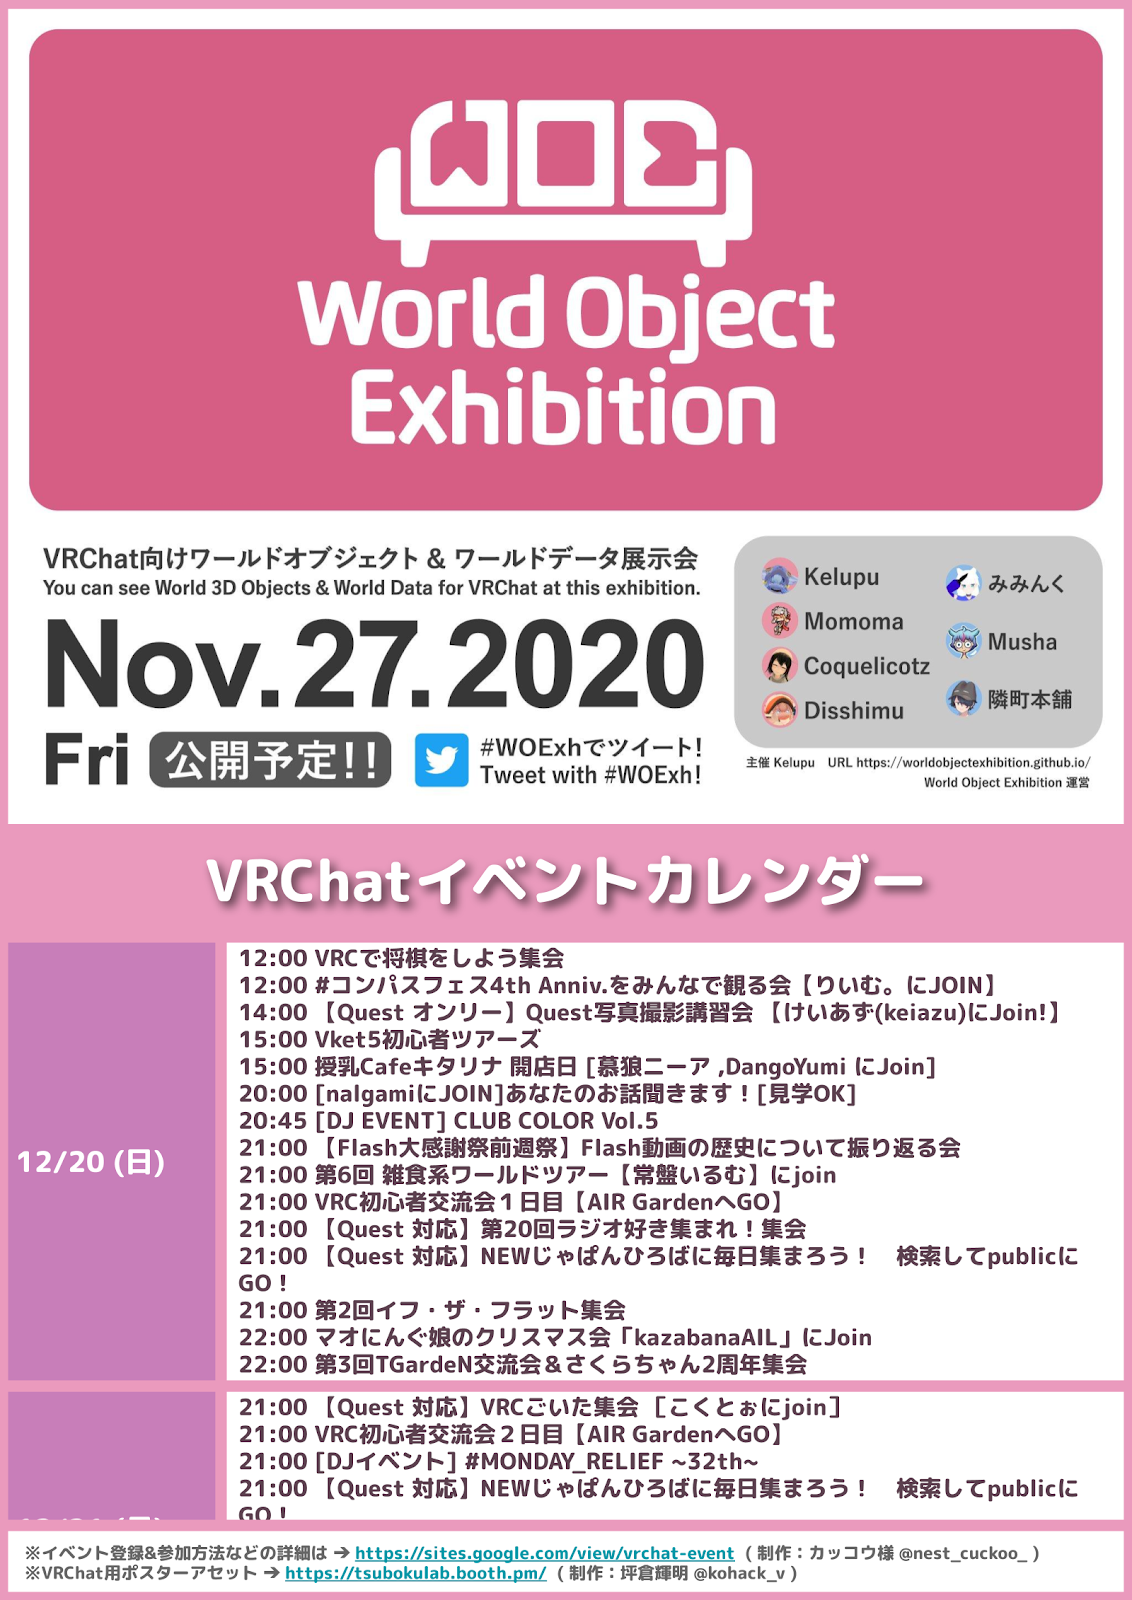 WOE
World Object
Exhibition
VRChat向けワールドオブジェクト & ワールドデータ展示会
You can see World 3D Objects & World Data for VRChat at this exhibition.
Nov.27.2020
Fri 公開予定!!
#WOExhでツイート!
Tweet with #WOExh!
Kelupu
Momoma
Coquelicotz
Disshimu
みみんく
Musha
隣町本舗
主催 Kelupu URL https://worldobjectexhibition.github.io/
World Object Exhibition 運営
VRChatイベントカレンダー
12/20 (日)
12:00 VRCで将棋をしよう集会
12:00 #コンパスフェス4th Anniv.をみんなで観る会【りいむ。にJOIN】
14:00 【Quest オンリー】Quest写真撮影講習会 【けいあず(keiazu)にJoin!】
15:00 Vket5初心者ツアーズ
15:00 授乳Cafeキタリナ 開店日 [慕狼ニーア ,DangoYumi にJoin]
20:00 [nalgamiにJOIN]あなたのお話聞きます！[見学OK]
20:45 [DJ EVENT] CLUB COLOR Vol.5
21:00 【Flash大感謝祭前週祭】Flash動画の歴史について振り返る会
21:00 第6回 雑食系ワールドツアー【常盤いるむ】にjoin
21:00 VRC初心者交流会１日目【AIR GardenへGO】
21:00 【Quest 対応】第20回ラジオ好き集まれ！集会
21:00 【Quest 対応】NEWじゃぱんひろばに毎日集まろう！　検索してpublicに
GO！
21:00 第2回イフ・ザ・フラット集会
22:00 マオにんぐ娘のクリスマス会「kazabanaAIL」にJoin
22:00 第3回TGardeN交流会＆さくらちゃん2周年集会
21:00 【Quest 対応】VRCごいた集会 ［こくとぉにjoin］
21:00 VRC初心者交流会２日目【AIR GardenへGO】
21:00 [DJイベント] #MONDAY_RELIEF ~32th~
21:00 【Quest 対応】NEWじゃぱんひろばに毎日集まろう！　検索してpublicに
GO！
※イベント登録&参加方法などの詳細は ➔ https://sites.google.com/view/vrchat-event ( 制作：カッコウ様 @nest_cuckoo_ )
※VRChat用ポスターアセット ➔ https://tsubokulab.booth.pm/ ( 制作：坪倉輝明 @kohack_v )